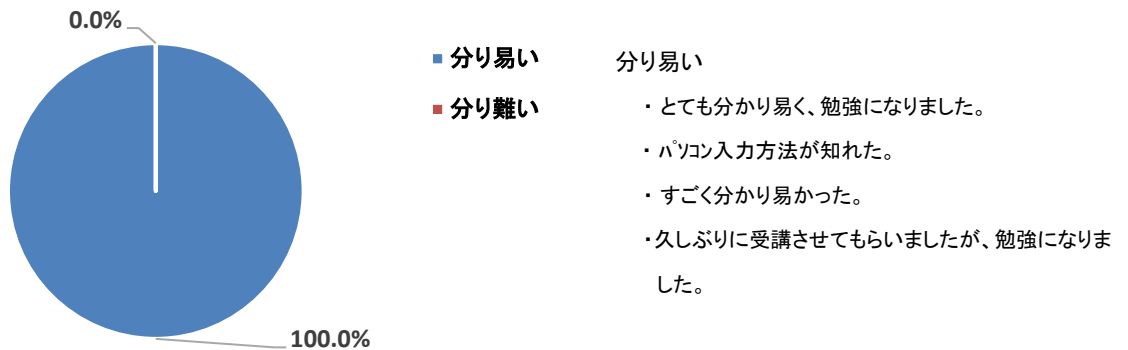 0.0%
100.0%
分り易い
分り難い
分り易い
・ とても分かり易く、勉強になりました。
・ ﾊﾟｿｺﾝ入力方法が知れた。
・ すごく分かり易かった。
・久しぶりに受講させてもらいましたが、勉強になりま
した。